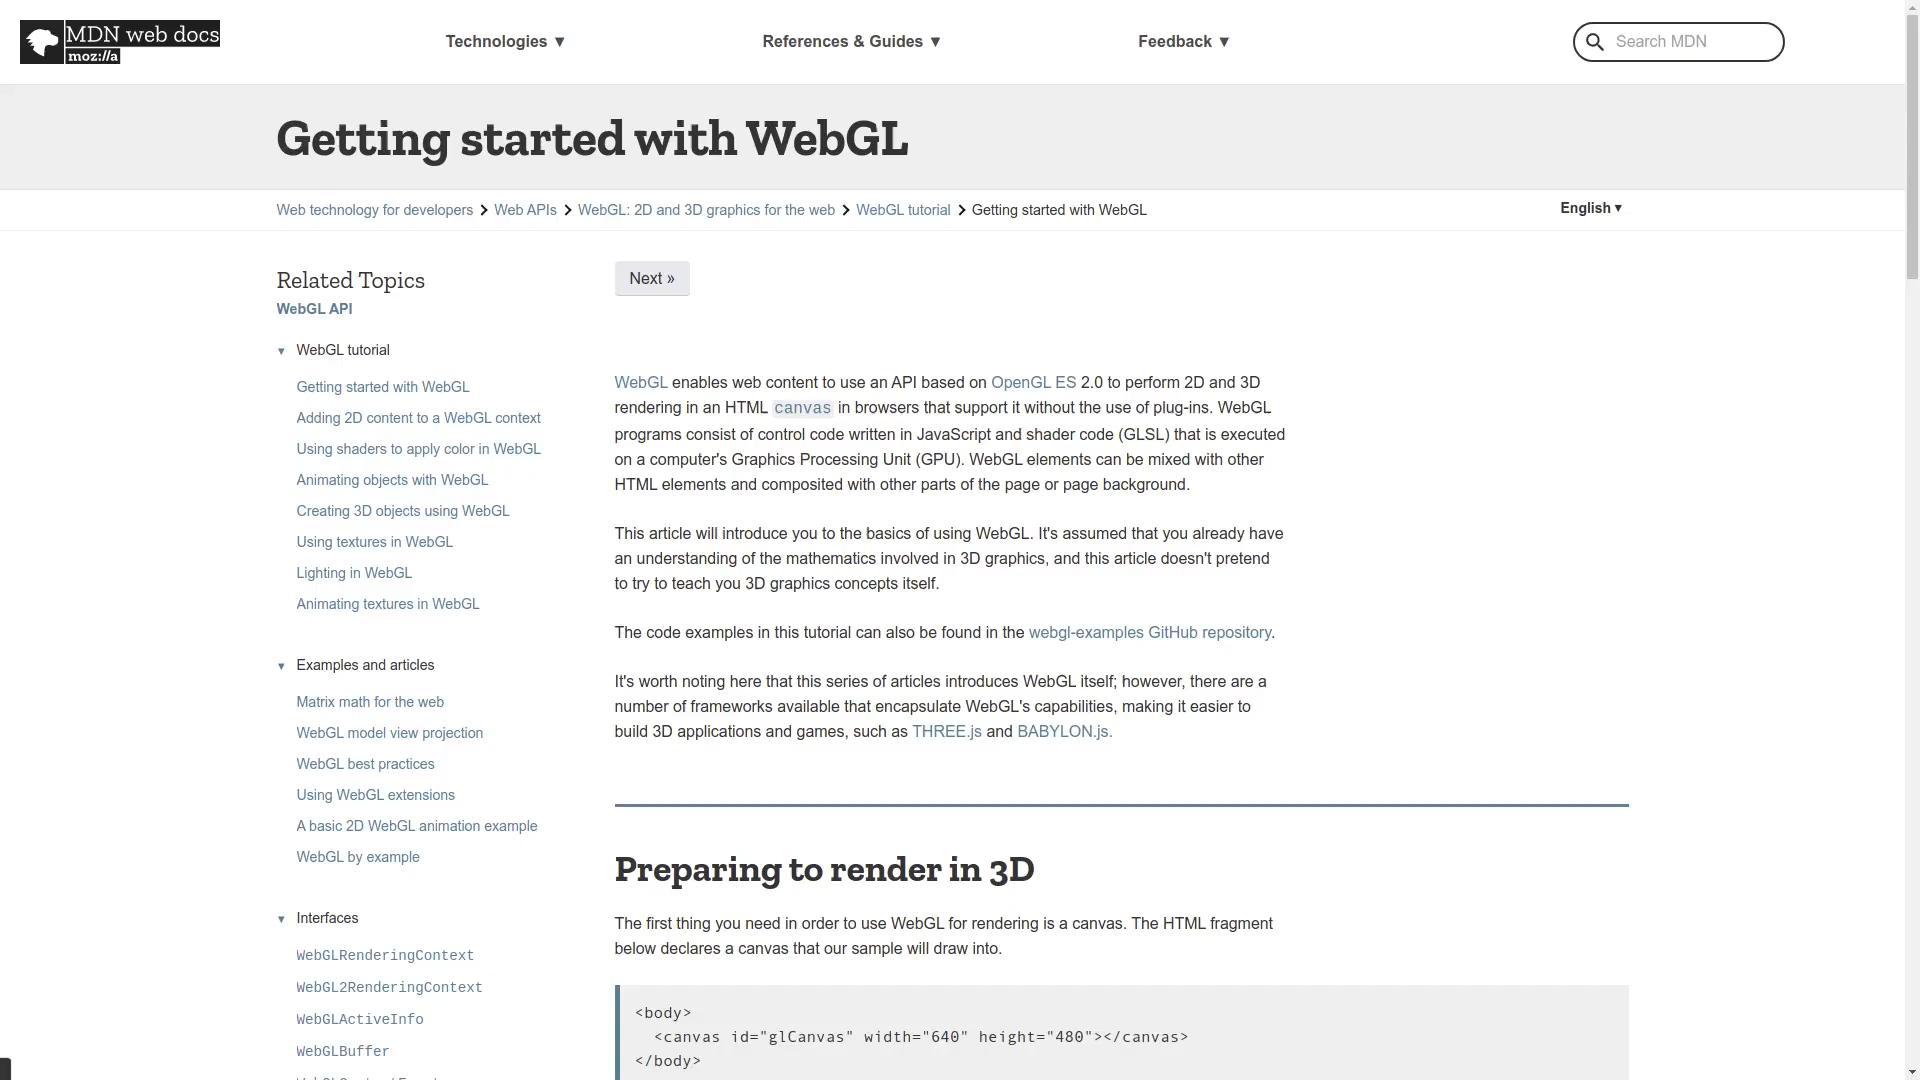 MDN web docs
moz://a
Technologies ▼
References & Guides ▼
Feedback ▼
Search MDN
Getting started with WebGL
Web technology for developers > Web APIs > WebGL: 2D and 3D graphics for the web > WebGL tutorial > Getting started with WebGL
English ▼
Related Topics
WebGL API
▼ WebGL tutorial
Getting started with WebGL
Adding 2D content to a WebGL context
Using shaders to apply color in WebGL
Animating objects with WebGL
Creating 3D objects using WebGL
Using textures in WebGL
Lighting in WebGL
Animating textures in WebGL
▼ Examples and articles
Matrix math for the web
WebGL model view projection
WebGL best practices
Using WebGL extensions
A basic 2D WebGL animation example
WebGL by example
▼ Interfaces
WebGLRenderingContext
WebGL2RenderingContext
WebGLActiveInfo
WebGLBuffer
Next »
WebGL enables web content to use an API based on OpenGL ES 2.0 to perform 2D and 3D
rendering in an HTML canvas in browsers that support it without the use of plug-ins. WebGL
programs consist of control code written in JavaScript and shader code (GLSL) that is executed
on a computer's Graphics Processing Unit (GPU). WebGL elements can be mixed with other
HTML elements and composited with other parts of the page or page background.
This article will introduce you to the basics of using WebGL. It's assumed that you already have
an understanding of the mathematics involved in 3D graphics, and this article doesn't pretend
to try to teach you 3D graphics concepts itself.
The code examples in this tutorial can also be found in the webgl-examples GitHub repository.
It's worth noting here that this series of articles introduces WebGL itself; however, there are a
number of frameworks available that encapsulate WebGL's capabilities, making it easier to
build 3D applications and games, such as THREE.js and BABYLON.js.
Preparing to render in 3D
The first thing you need in order to use WebGL for rendering is a canvas. The HTML fragment
below declares a canvas that our sample will draw into.
<body>
  <canvas id="glCanvas" width="640" height="480"></canvas>
</body>